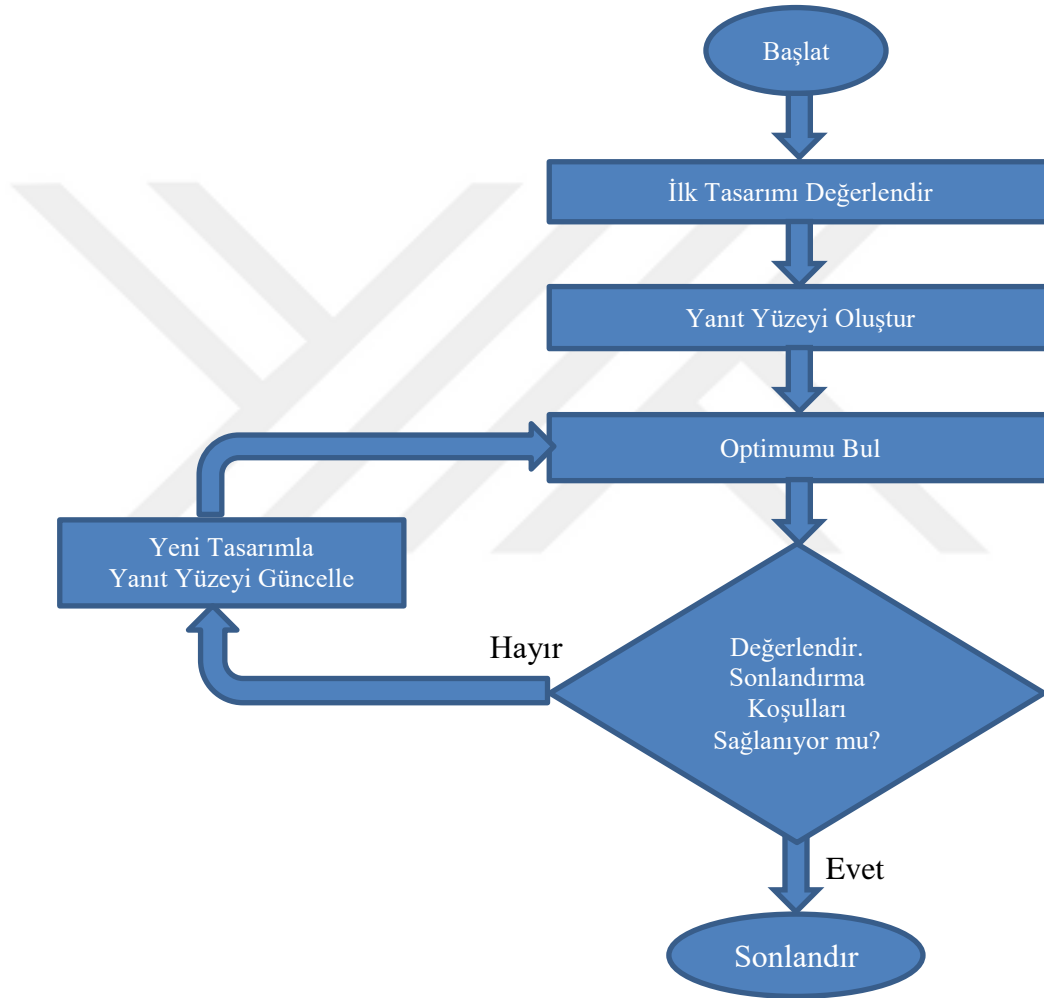 Başlat
İlk Tasarımı Değerlendir
Yanıt Yüzeyi Oluştur
Optimumu Bul
Yeni Tasarımla
Yanıt Yüzeyi Güncelle
Hayır
Değerlendir.
Sonlandırma
Koşulları
Sağlanıyor mu?
Evet
Sonlandır